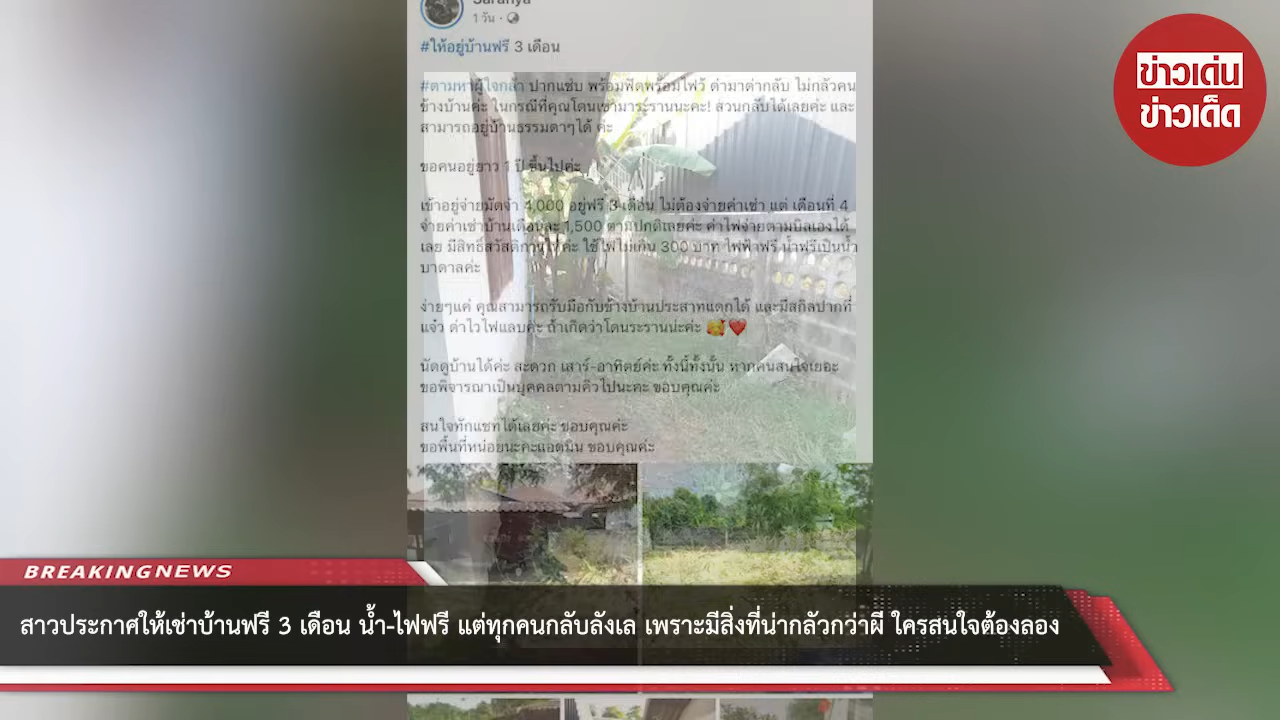 Saranya
1 วัน ·
#ให้อยู่บ้านฟรี 3 เดือน
#ตามหาผู้ใจกล้า ปากแซ่บ พร้อมฟีดพร้อมไฟว้ ด่ามาด่ากลับ ไม่กลัวคน
ข้างบ้านค่ะ ในกรณีที่คุณโดนเข้ามาระรานนะคะ! สวนกลับได้เลยค่ะ และ
สามารถอยู่บ้านธรรมดาๆได้ ค่ะ
ขอคนอยู่ยาว 1 ปี ขึ้นไปค่ะ
เข้าอยู่จ่ายมัดจำ 4,000 อยู่ฟรี 3 เดือน ไม่ต้องจ่ายค่าเช่า แต่ เดือนที่ 4
จ่ายค่าเช่าบ้านเดือนละ 1,500 ตามปกติเลยค่ะ ค่าไฟจ่ายตามบิลเองได้
เลย มีสิทธิ์สวัสดิการให้ค่ะ ใช้ไฟไม่เกิน 300 บาท ไฟฟ้าฟรี น้ำฟรีเป็นน้ำ
บาดาลค่ะ
ง่ายๆแค่ คุณสามารถรับมือกับข้างบ้านประสาทแดกได้ และมีสกิลปากที่
แจ๋ว ด่าไวไฟแลบค่ะ ถ้าเกิดว่าโดนระรานน่ะค่ะ 🥰❤️
นัดดูบ้านได้ค่ะ สะดวก เสาร์-อาทิตย์ค่ะ ทั้งนี้ทั้งนั้น หากคนสนใจเยอะ
ขอพิจารณาเป็นบุคคลตามคิวไปนะคะ ขอบคุณค่ะ
สนใจทักแชทได้เลยค่ะ ขอบคุณค่ะ
ขอพื้นที่หน่อยนะคะแอดมิน ขอบคุณค่ะ
ข่าวเด่น
ข่าวเด็ด
BREAKINGNEWS
สาวประกาศให้เช่าบ้านฟรี 3 เดือน น้ำ-ไฟฟรี แต่ทุกคนกลับลังเล เพราะมีสิ่งที่น่ากลัวกว่าผี ใครสนใจต้องลอง